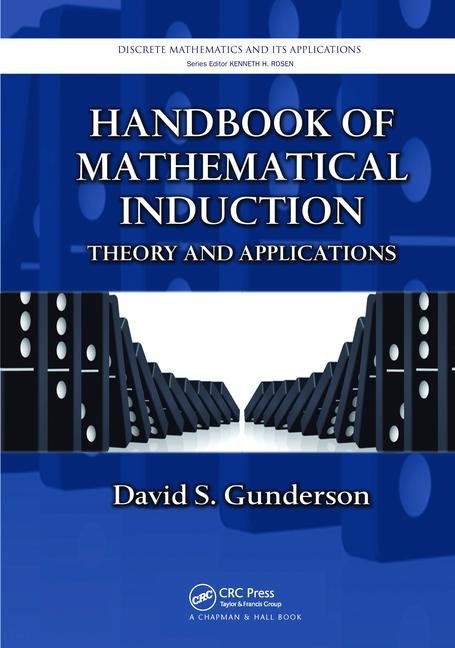 DISCRETE MATHEMATICS AND ITS APPLICATIONS
Series Editor KENNETH H. ROSEN
HANDBOOK OF
MATHEMATICAL
INDUCTION
THEORY AND APPLICATIONS
David S. Gunderson
CRC CRC Press
Taylor & Francis Group
A CHAPMAN & HALL BOOK